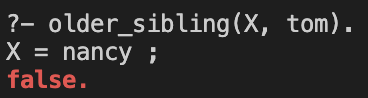 ?- older_sibling(X, tom).
X = nancy ;
false.